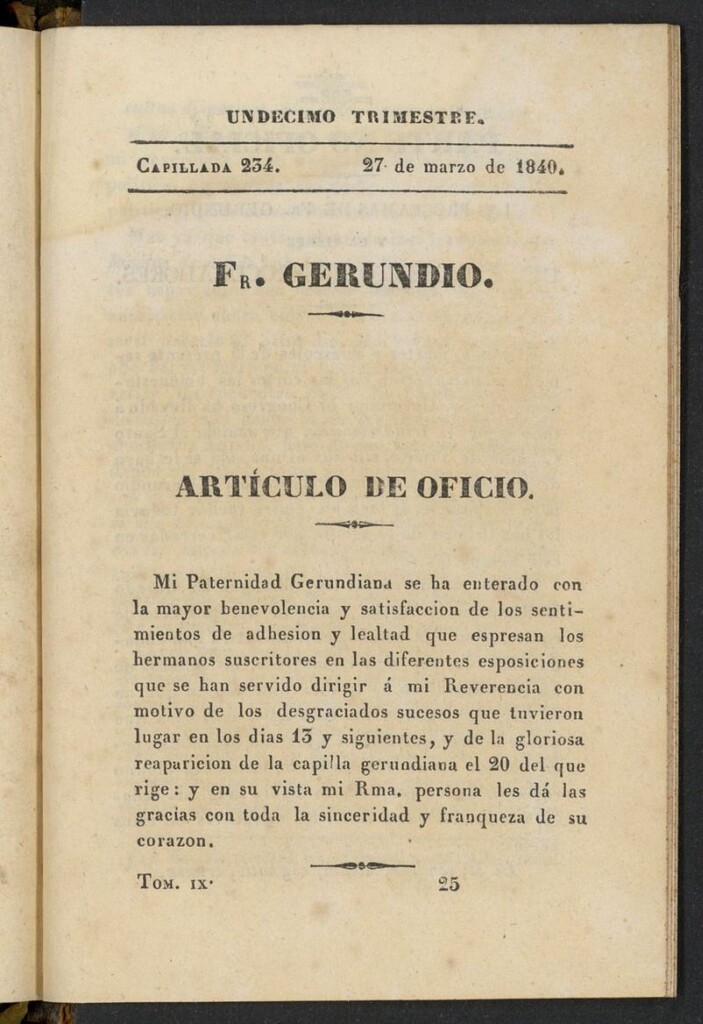 UNDECIMO TRIMESTRE.
CAPILLADA 234. 27 de marzo de 1840.
FR. GERUNDIO.
ARTÍCULO DE OFICIO.
Mi Paternidad Gerundiana se ha enterado con
la mayor benevolencia y satisfaccion de los senti-
mientos de adhesion y lealtad que espresan los
hermanos suscritores en las diferentes esposiciones
que se han servido dirigir á mi Reverencia con
motivo de los desgraciados sucesos que tuvieron
lugar en los dias 13 y siguientes, y de la gloriosa
reaparicion de la capilla gerundiana el 20 del que
rige: y en su vista mi Rma. persona les dá las
gracias con toda la sinceridad y franqueza de su
corazon.
TOM. IX. 25